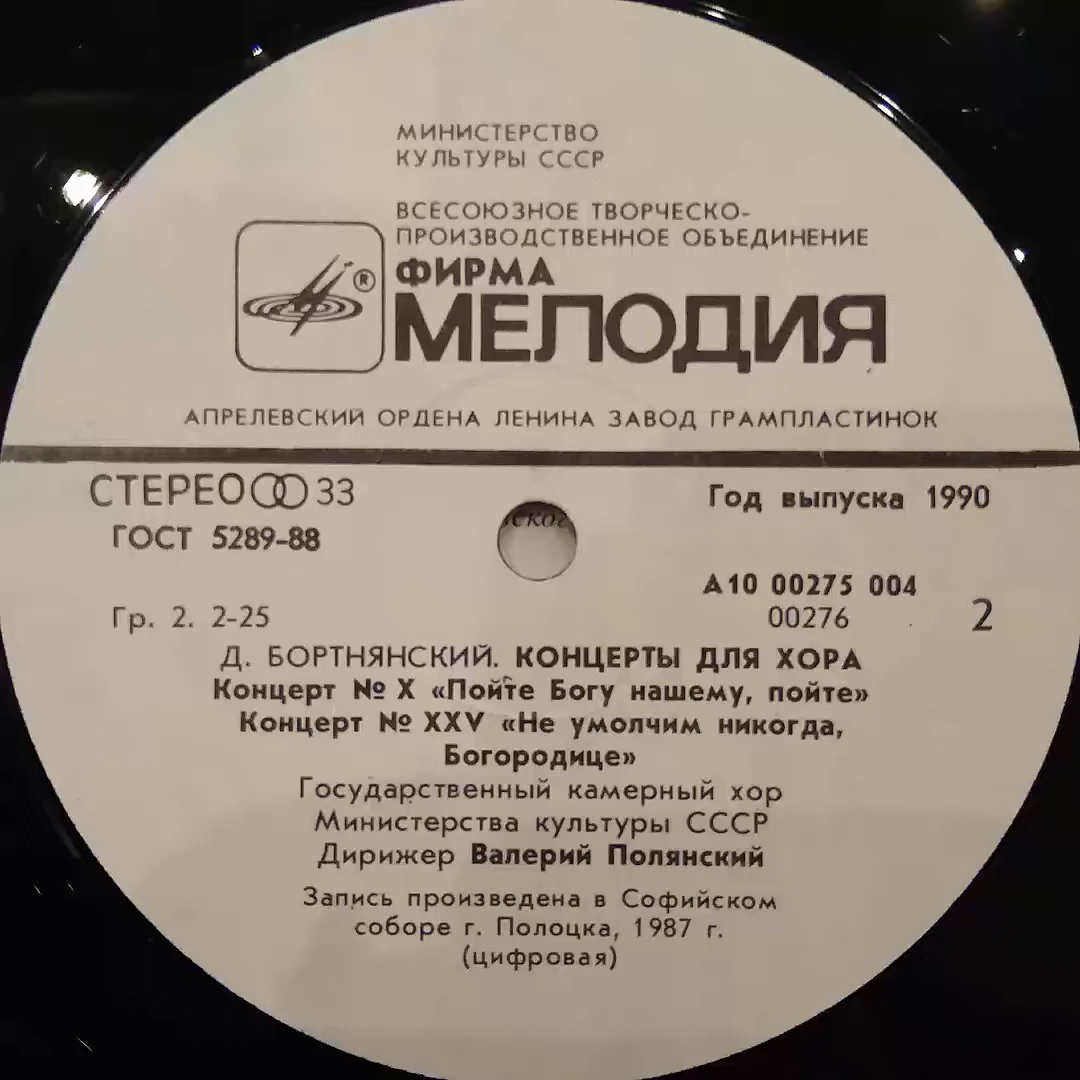 МИНИСТЕРСТВО
КУЛЬТУРЫ СССР
ВСЕСОЮЗНОЕ ТВОРЧЕСКО-
ПРОИЗВОДСТВЕННОЕ ОБЪЕДИНЕНИЕ
ФИРМА
®
МЕЛОДИЯ
АПРЕЛЕВСКИЙ ОРДЕНА ЛЕНИНА ЗАВОД ГРАМПЛАСТИНОК
СТЕРЕО 33
Год выпуска 1990
ГОСТ 5289-88
А10 00275 004
Гр. 2. 2-25
00276
2
Д. БОРТНЯНСКИЙ. КОНЦЕРТЫ ДЛЯ ХОРА
Концерт № X «Пойте Богу нашему, пойте»
Концерт № XXV «Не умолчим никогда,
Богородице»
Государственный камерный хор
Министерства культуры СССР
Дирижер Валерий Полянский
Запись произведена в Софийском
соборе г. Полоцка, 1987 г.
(цифровая)